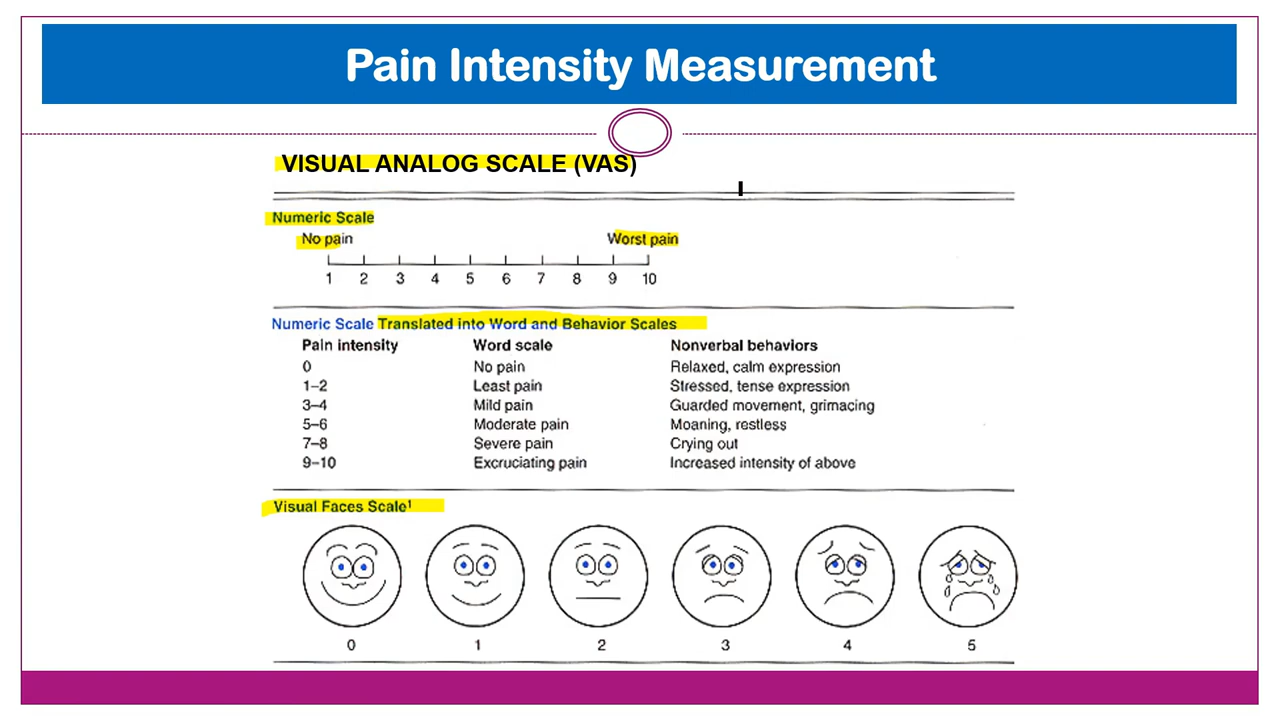 Pain Intensity Measurement
VISUAL ANALOG SCALE (VAS)
Numeric Scale
No pain Worst pain
1 2 3 4 5 6 7 8 9 10
Numeric Scale Translated into Word and Behavior Scales
Pain intensity Word scale Nonverbal behaviors
0 No pain Relaxed, calm expression
1–2 Least pain Stressed, tense expression
3–4 Mild pain Guarded movement, grimacing
5–6 Moderate pain Moaning, restless
7–8 Severe pain Crying out
9–10 Excruciating pain Increased intensity of above
Visual Faces Scale¹
0 1 2 3 4 5